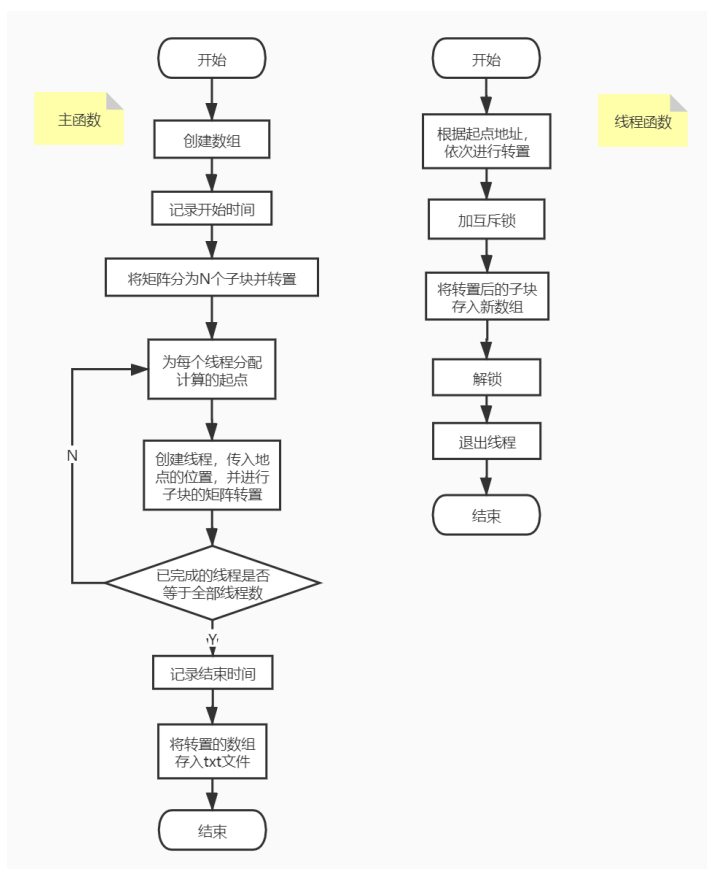 主函数
开始
创建数组
记录开始时间
将矩阵分为N个子块并转置
为每个线程分配
计算的起点
创建线程，传入地
点的位置，并进行
子块的矩阵转置
N
已完成的线程是否
等于全部线程数
Y
记录结束时间
将转置的数组
存入txt文件
结束
线程函数
开始
根据起点地址，
依次进行转置
加互斥锁
将转置后的子块
存入新数组
解锁
退出线程
结束